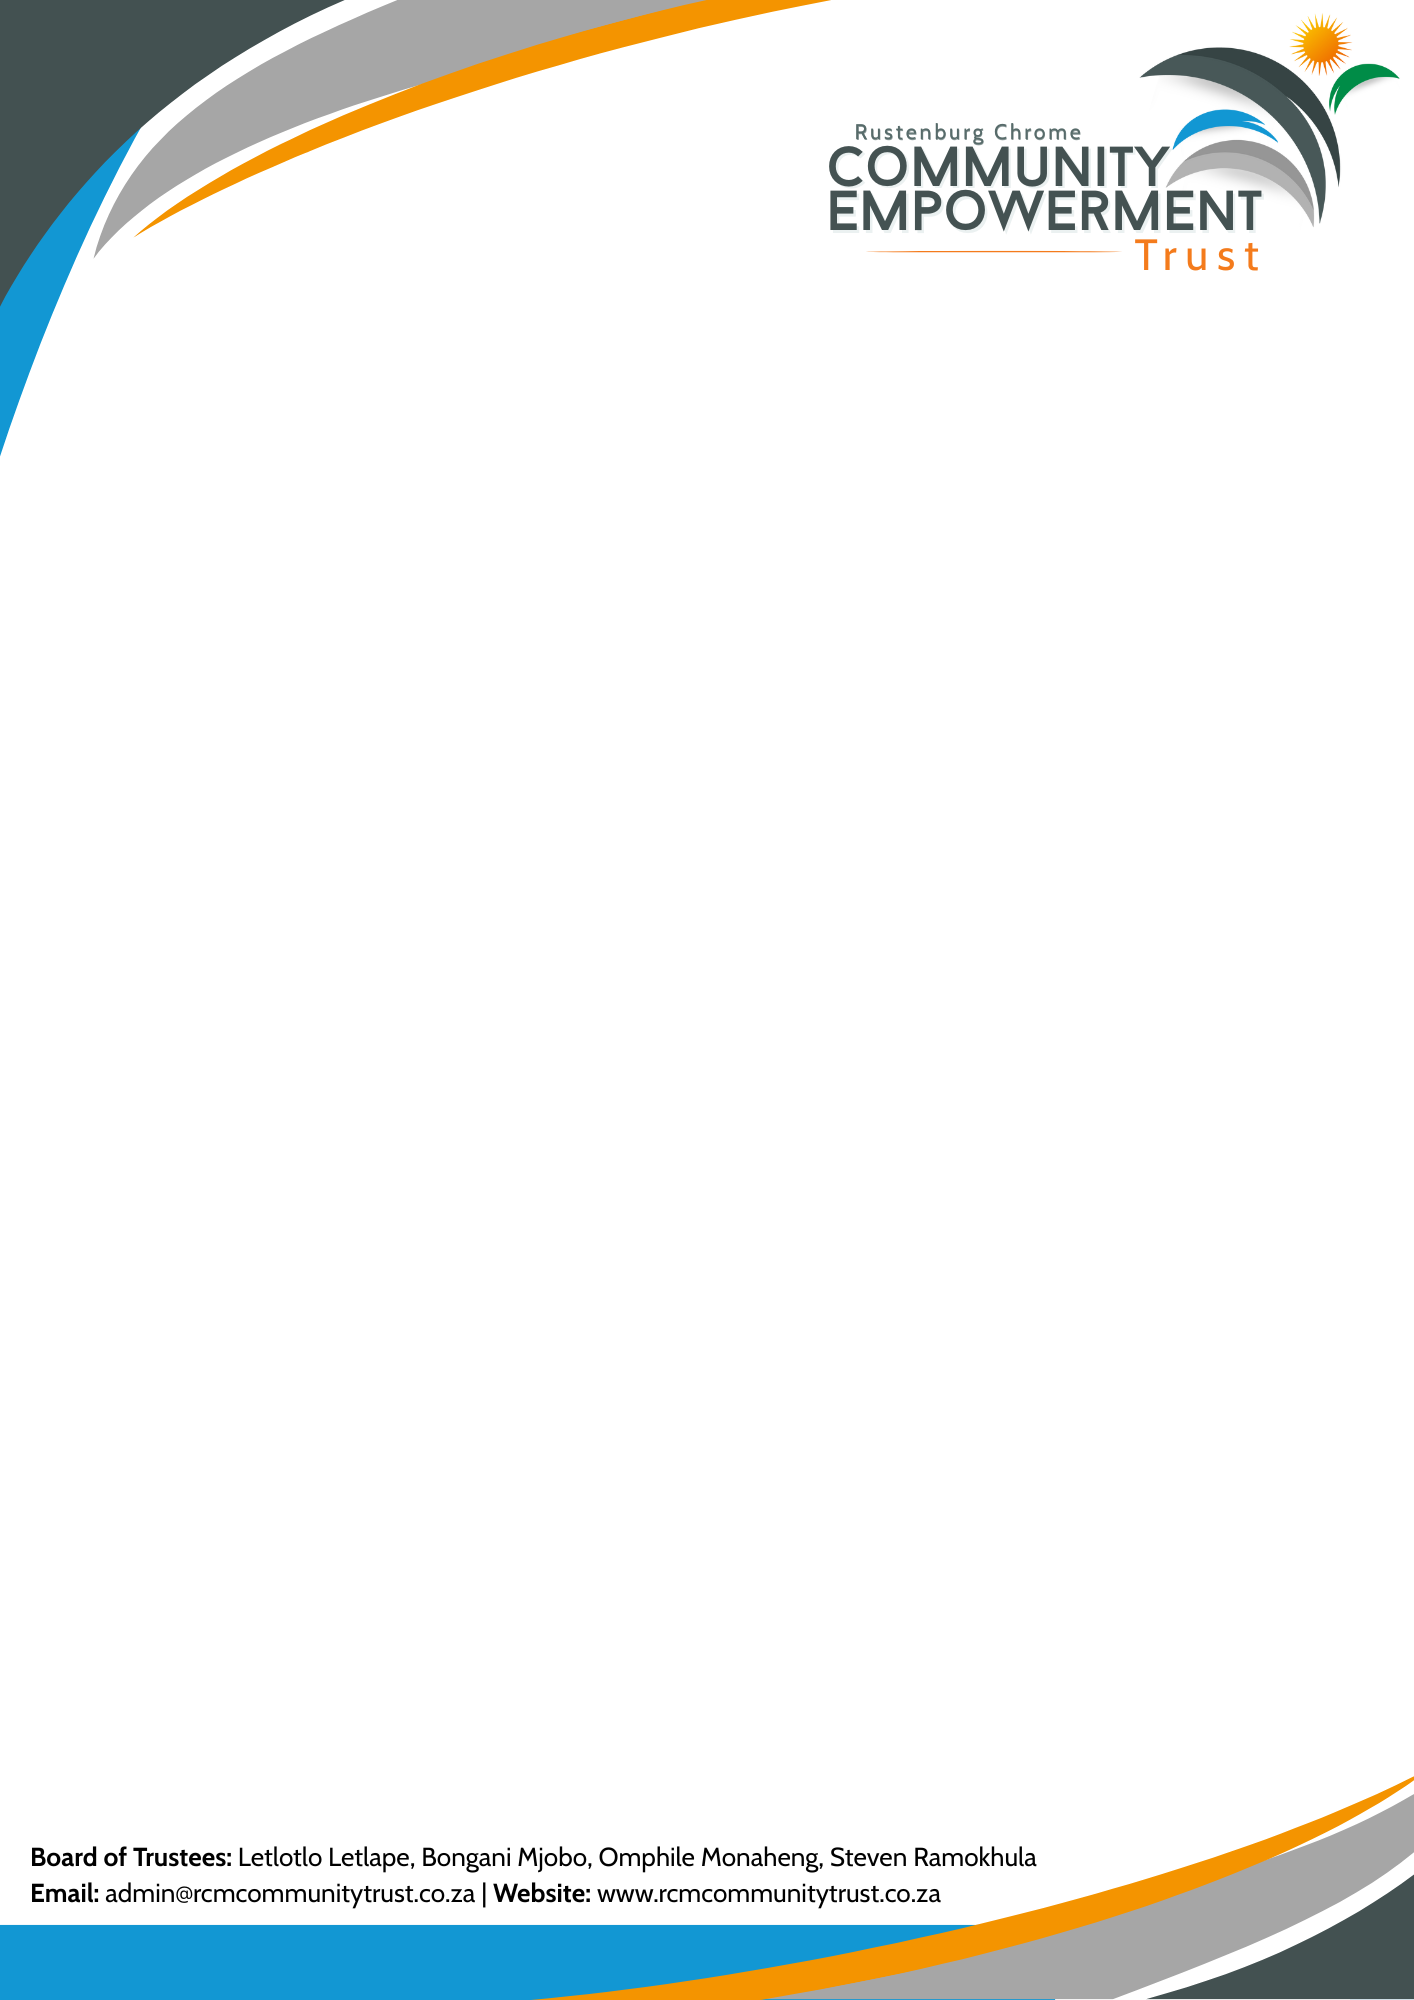 Rustenburg Chrome
COMMUNITY
EMPOWERMENT
Trust
Board of Trustees: Letlotlo Letlape, Bongani Mjobo, Omphile Monaheng, Steven Ramokhula
Email: admin@rcmcommunitytrust.co.za | Website: www.rcmcommunitytrust.co.za